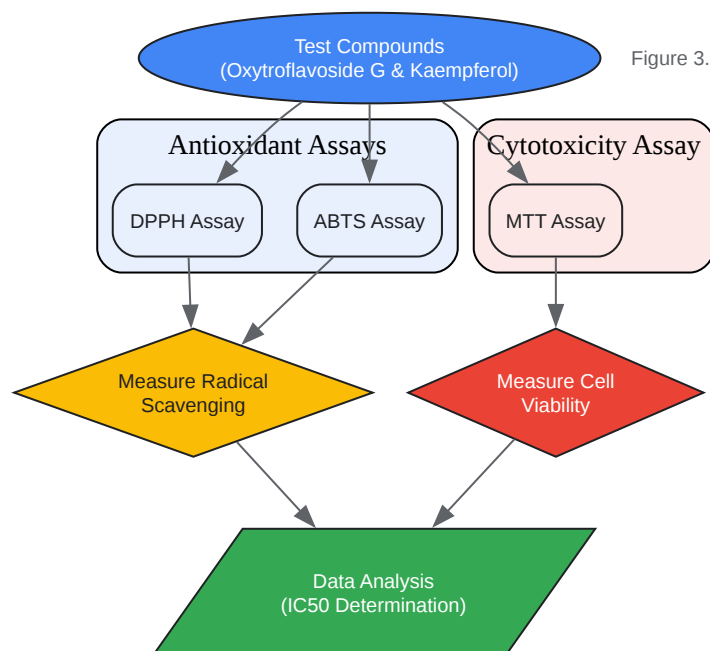 Test Compounds
(Oxytroflavoside G & Kaempferol)
Figure 3.
Antioxidant Assays
Cytotoxicity Assay
DPPH Assay
ABTS Assay
MTT Assay
Measure Radical
Scavenging
Measure Cell
Viability
Data Analysis
(IC50 Determination)